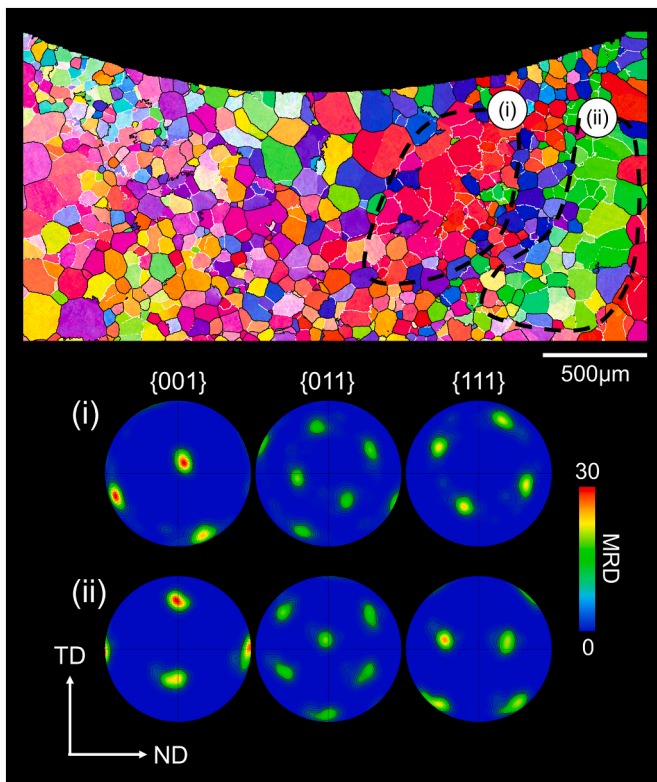 (i)
(ii)
500μm
{001} {011} {111}
(i)
30
MRD
0
(ii)
TD
ND